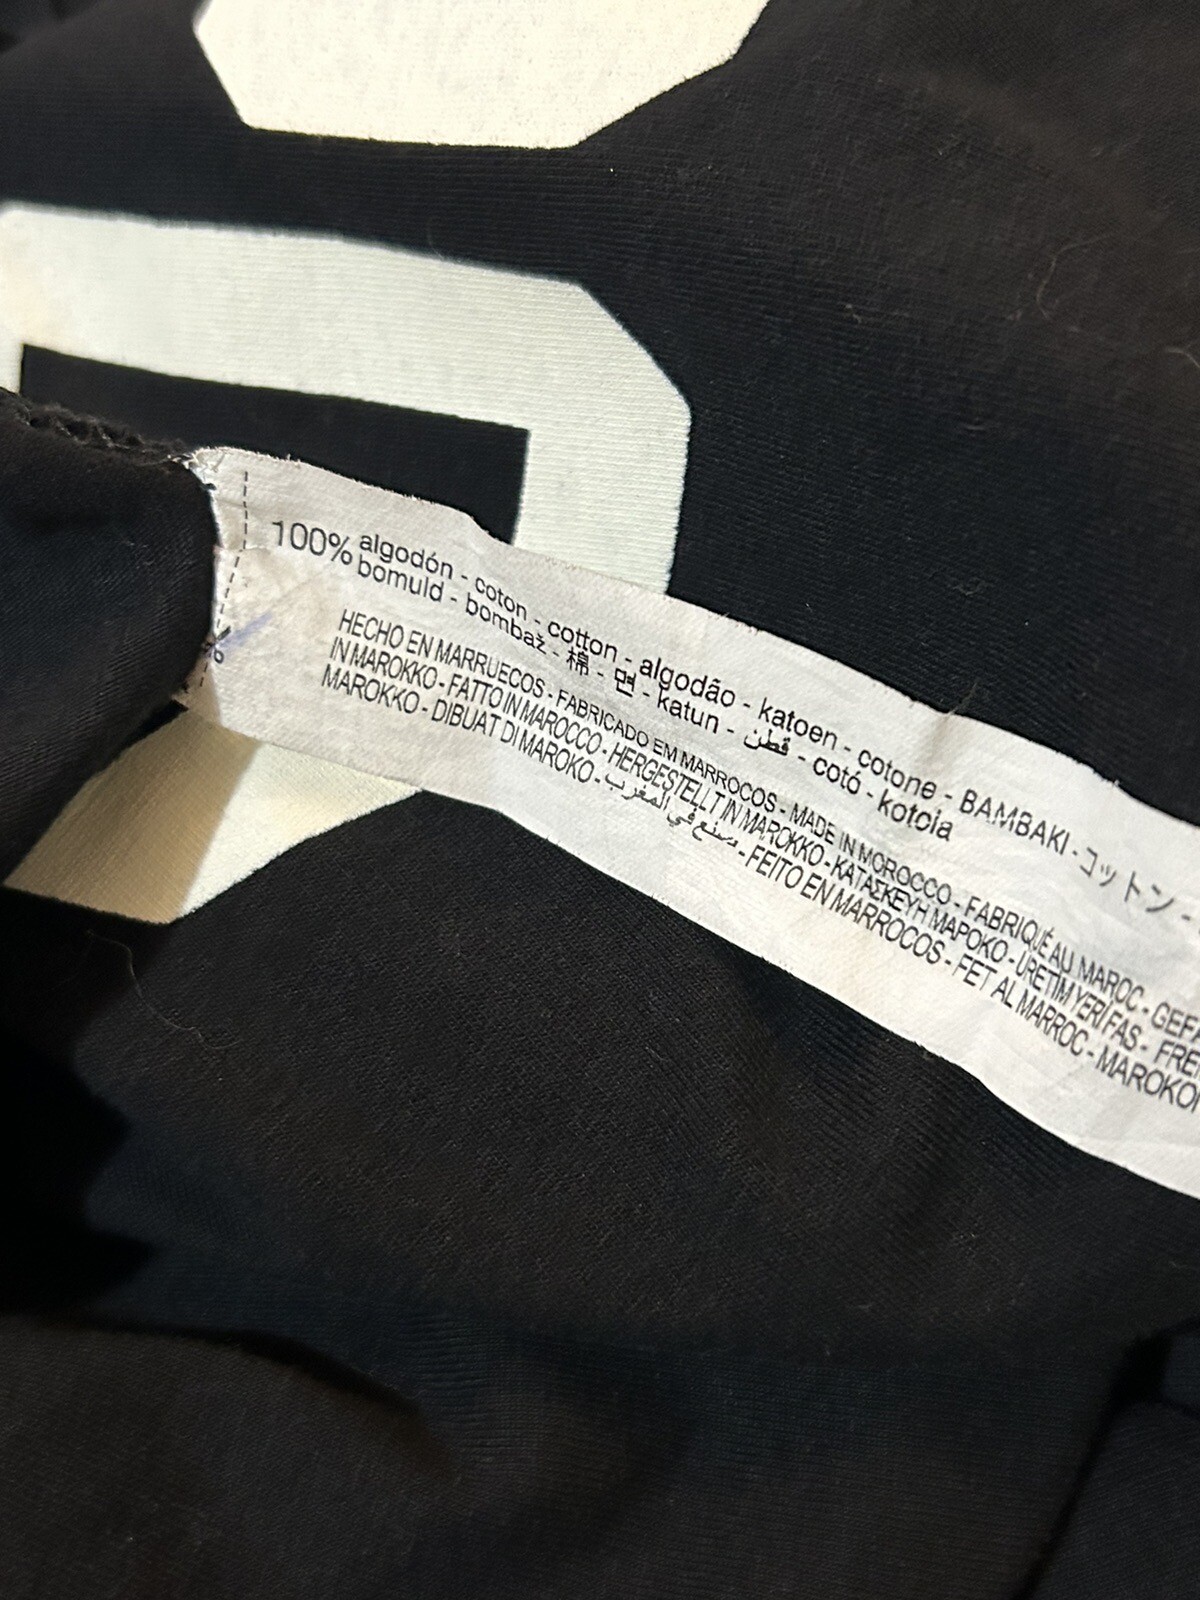 100% algodón - coton - cotton - algodão - katoen - cotone - BAMBAKI - コットン -
bomuld - bombaž - 棉 - 면 - katun - قطن - cotó - kotoia
HECHO EN MARRUECOS - FABRICADO EM MARROCOS - MADE IN MOROCCO - FABRIQUÉ AU MAROC - GEFA
IN MAROKKO - FATTO IN MAROCCO - HERGESTELLT IN MAROKKO - ΚΑΤΑΣΚΕΥΗ ΜΑΡΟΚΟ - ÜRETIM YERİ FAS - FRE
MAROKKO - DIBUAT DI MAROKO - صنع في المغرب - FEITO EN MARROCOS - FET AL MARROC - MAROKO